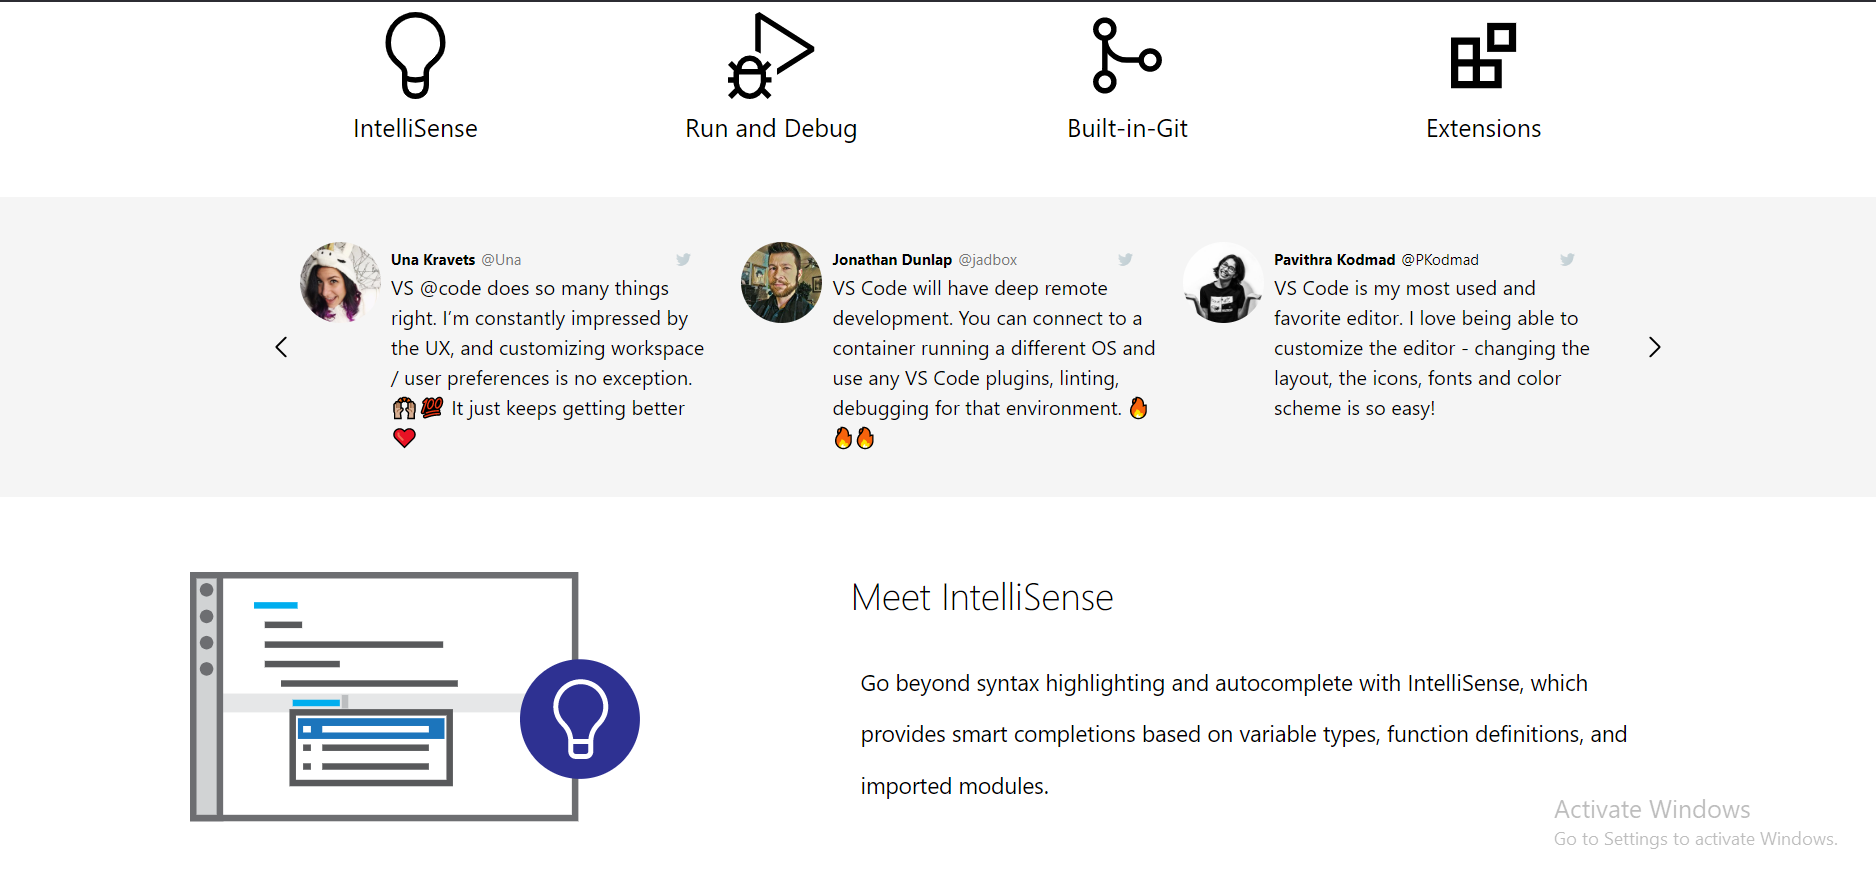 IntelliSense
Run and Debug
Built-in-Git
Extensions
Una Kravets @Una
VS @code does so many things
right. I’m constantly impressed by
the UX, and customizing workspace
/ user preferences is no exception.
🙌🏽💯 It just keeps getting better
❤️
Jonathan Dunlap @jadbox
VS Code will have deep remote
development. You can connect to a
container running a different OS and
use any VS Code plugins, linting,
debugging for that environment. 🔥
🔥🔥
Pavithra Kodmad @PKodmad
VS Code is my most used and
favorite editor. I love being able to
customize the editor - changing the
layout, the icons, fonts and color
scheme is so easy!
Meet IntelliSense
Go beyond syntax highlighting and autocomplete with IntelliSense, which
provides smart completions based on variable types, function definitions, and
imported modules.
Activate Windows
Go to Settings to activate Windows.